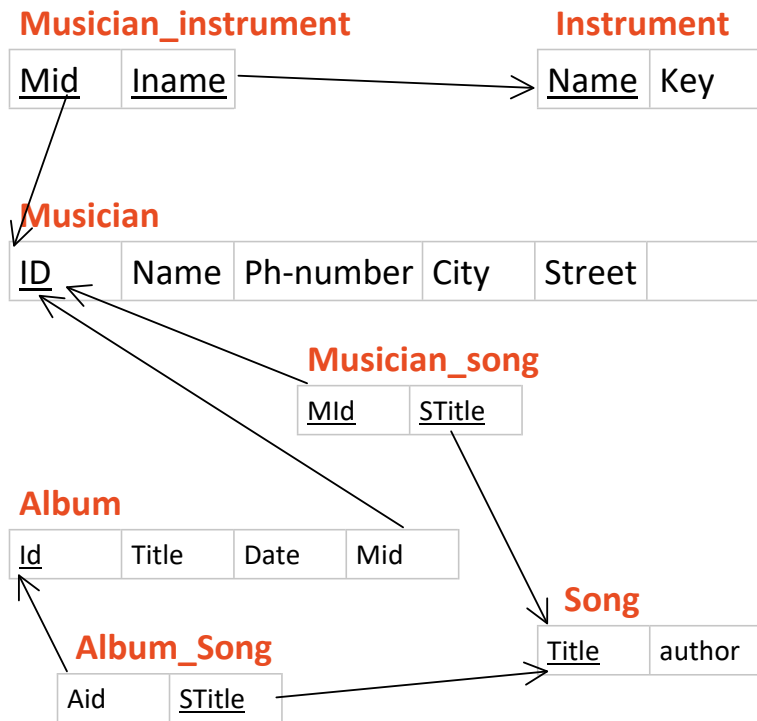 Musician_instrument Instrument
Mid Iname Name Key
Musician
ID Name Ph-number City Street
Musician_song
MId STitle
Album
Id Title Date Mid
Song
Title author
Album_Song
Aid STitle